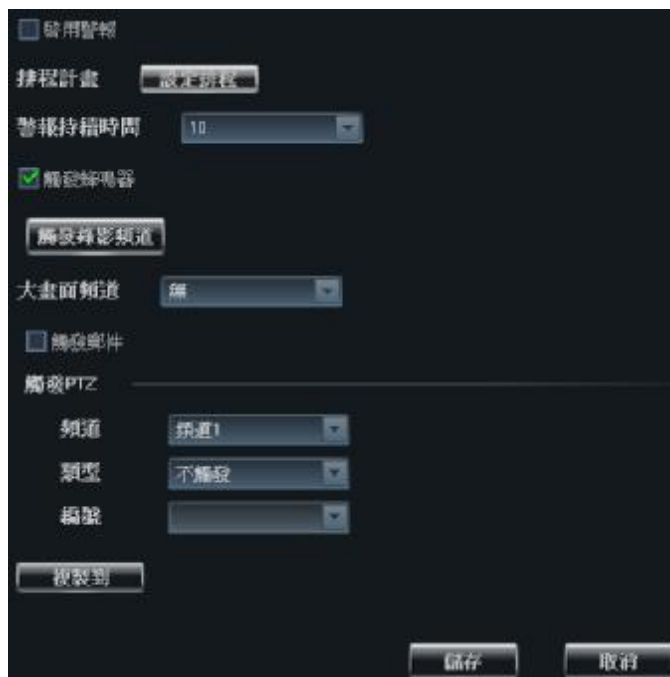 啟用警報
排程計畫 設定排程
警報持續時間 10
觸發蜂鳴器
觸發錄影頻道
大畫面頻道 無
觸發郵件
觸發PTZ
頻道 頻道1
類型 不觸發
複製到
儲存 取消